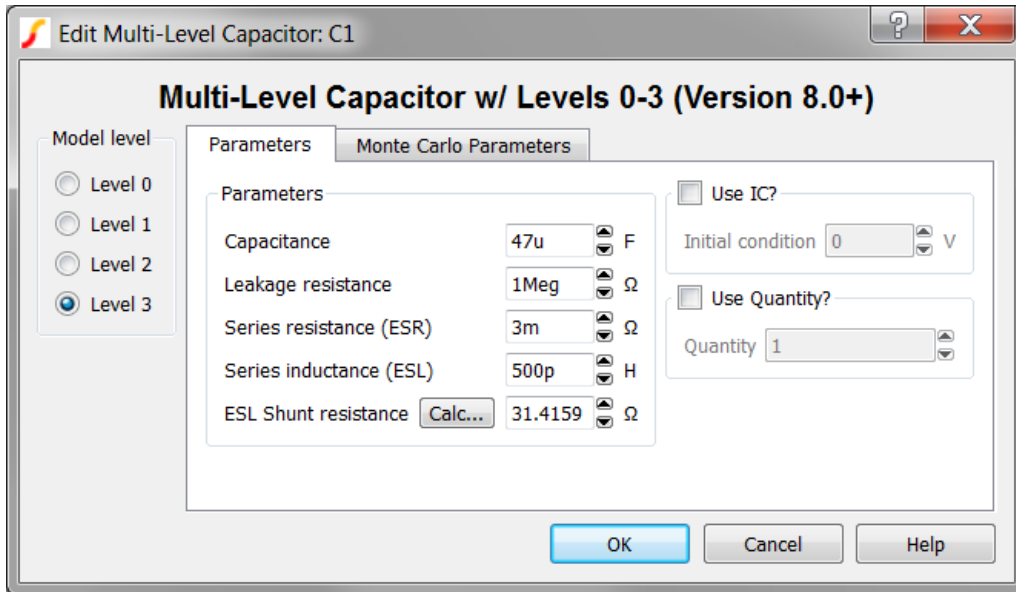 Edit Multi-Level Capacitor: C1
Multi-Level Capacitor w/ Levels 0-3 (Version 8.0+)
Model level
Level 0
Level 1
Level 2
Level 3
Parameters Monte Carlo Parameters
Parameters
Capacitance 47u F
Leakage resistance 1Meg Ω
Series resistance (ESR) 3m Ω
Series inductance (ESL) 500p H
ESL Shunt resistance Calc... 31.4159 Ω
Use IC?
Initial condition 0 V
Use Quantity?
Quantity 1
OK Cancel Help